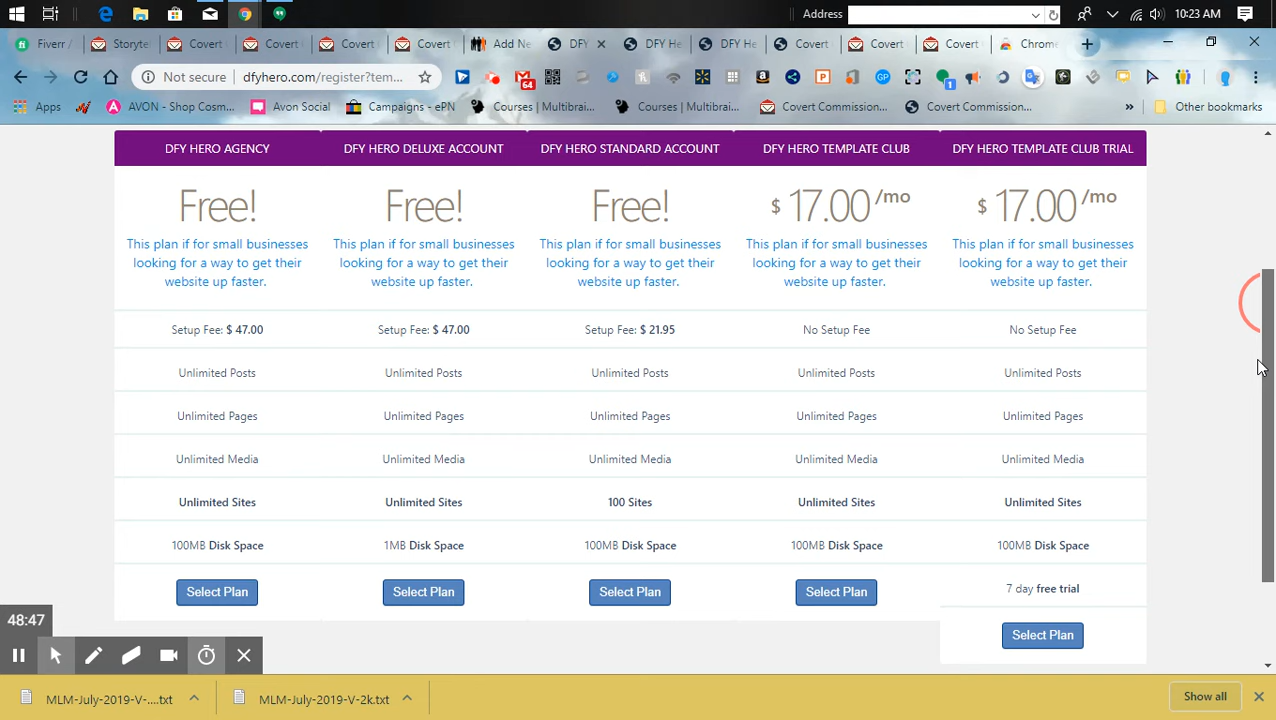 Address
10:23 AM
Fiverr /
Storytel
Covert
Covert
Covert
Covert
Add Ne
DFY
DFY He
DFY He
Covert
Covert
Covert
Chrome
Not secure
dfyhero.com/register?tem...
64
1
Apps
AVON - Shop Cosm...
Avon Social
Campaigns - ePN
Courses | Multibrai...
Courses | Multibrai...
Covert Commission...
Covert Commission...
»
Other bookmarks
DFY HERO AGENCY
DFY HERO DELUXE ACCOUNT
DFY HERO STANDARD ACCOUNT
DFY HERO TEMPLATE CLUB
DFY HERO TEMPLATE CLUB TRIAL
Free!
Free!
Free!
$ 17.00 /mo
$ 17.00 /mo
This plan if for small businesses
looking for a way to get their
website up faster.
This plan if for small businesses
looking for a way to get their
website up faster.
This plan if for small businesses
looking for a way to get their
website up faster.
This plan if for small businesses
looking for a way to get their
website up faster.
This plan if for small businesses
looking for a way to get their
website up faster.
Setup Fee: $ 47.00
Setup Fee: $ 47.00
Setup Fee: $ 21.95
No Setup Fee
No Setup Fee
Unlimited Posts
Unlimited Posts
Unlimited Posts
Unlimited Posts
Unlimited Posts
Unlimited Pages
Unlimited Pages
Unlimited Pages
Unlimited Pages
Unlimited Pages
Unlimited Media
Unlimited Media
Unlimited Media
Unlimited Media
Unlimited Media
Unlimited Sites
Unlimited Sites
100 Sites
Unlimited Sites
Unlimited Sites
100MB Disk Space
1MB Disk Space
100MB Disk Space
100MB Disk Space
100MB Disk Space
7 day free trial
Select Plan
Select Plan
Select Plan
Select Plan
Select Plan
48:47
MLM-July-2019-V-....txt
MLM-July-2019-V-2k.txt
Show all